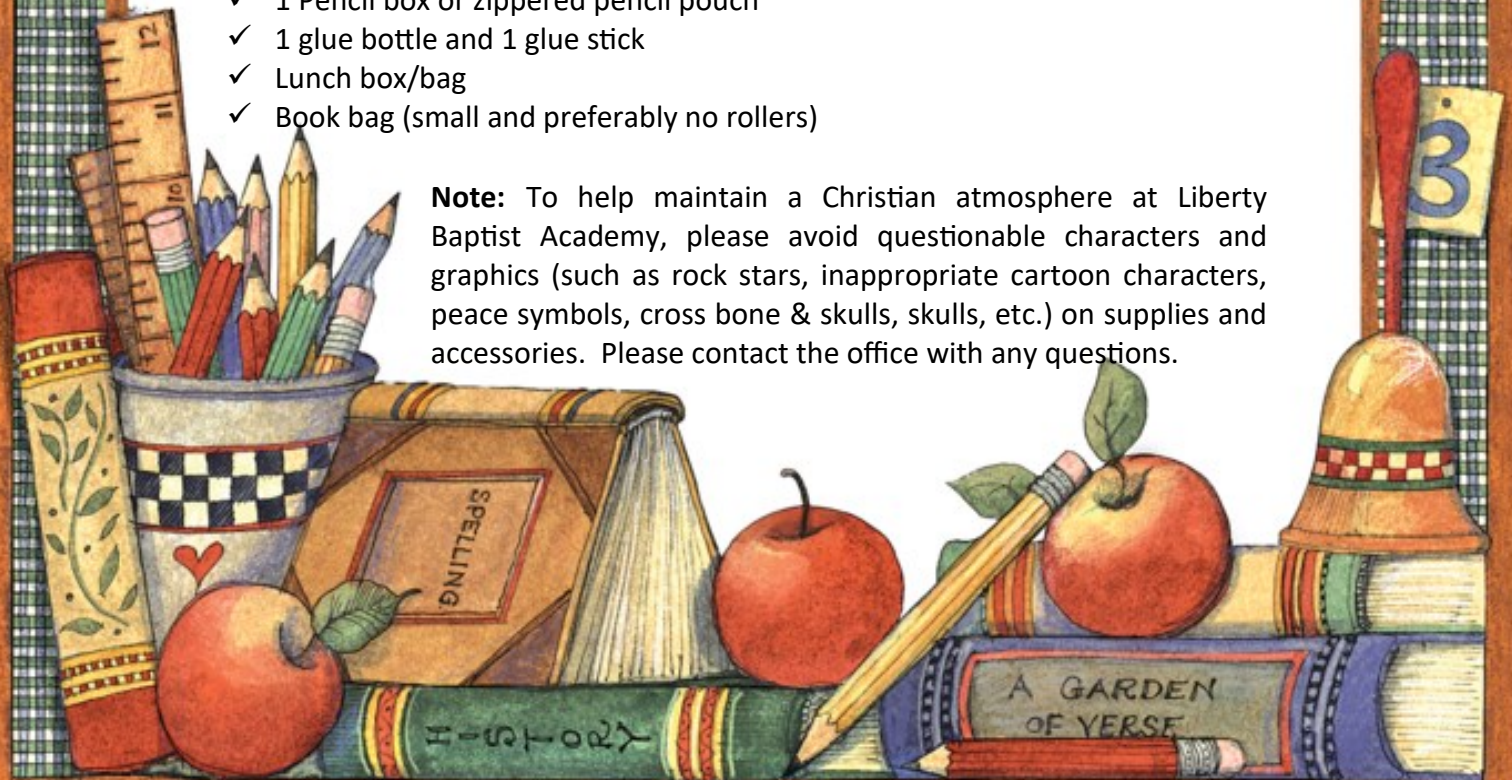 ✓ 1 Pencil box or zippered pencil pouch
✓ 1 glue bottle and 1 glue stick
✓ Lunch box/bag
✓ Book bag (small and preferably no rollers)
Note: To help maintain a Christian atmosphere at Liberty
Baptist Academy, please avoid questionable characters and
graphics (such as rock stars, inappropriate cartoon characters,
peace symbols, cross bone & skulls, skulls, etc.) on supplies and
accessories. Please contact the office with any questions.
12
11
10
3
SPELLING
HISTORY
A GARDEN
OF VERSE